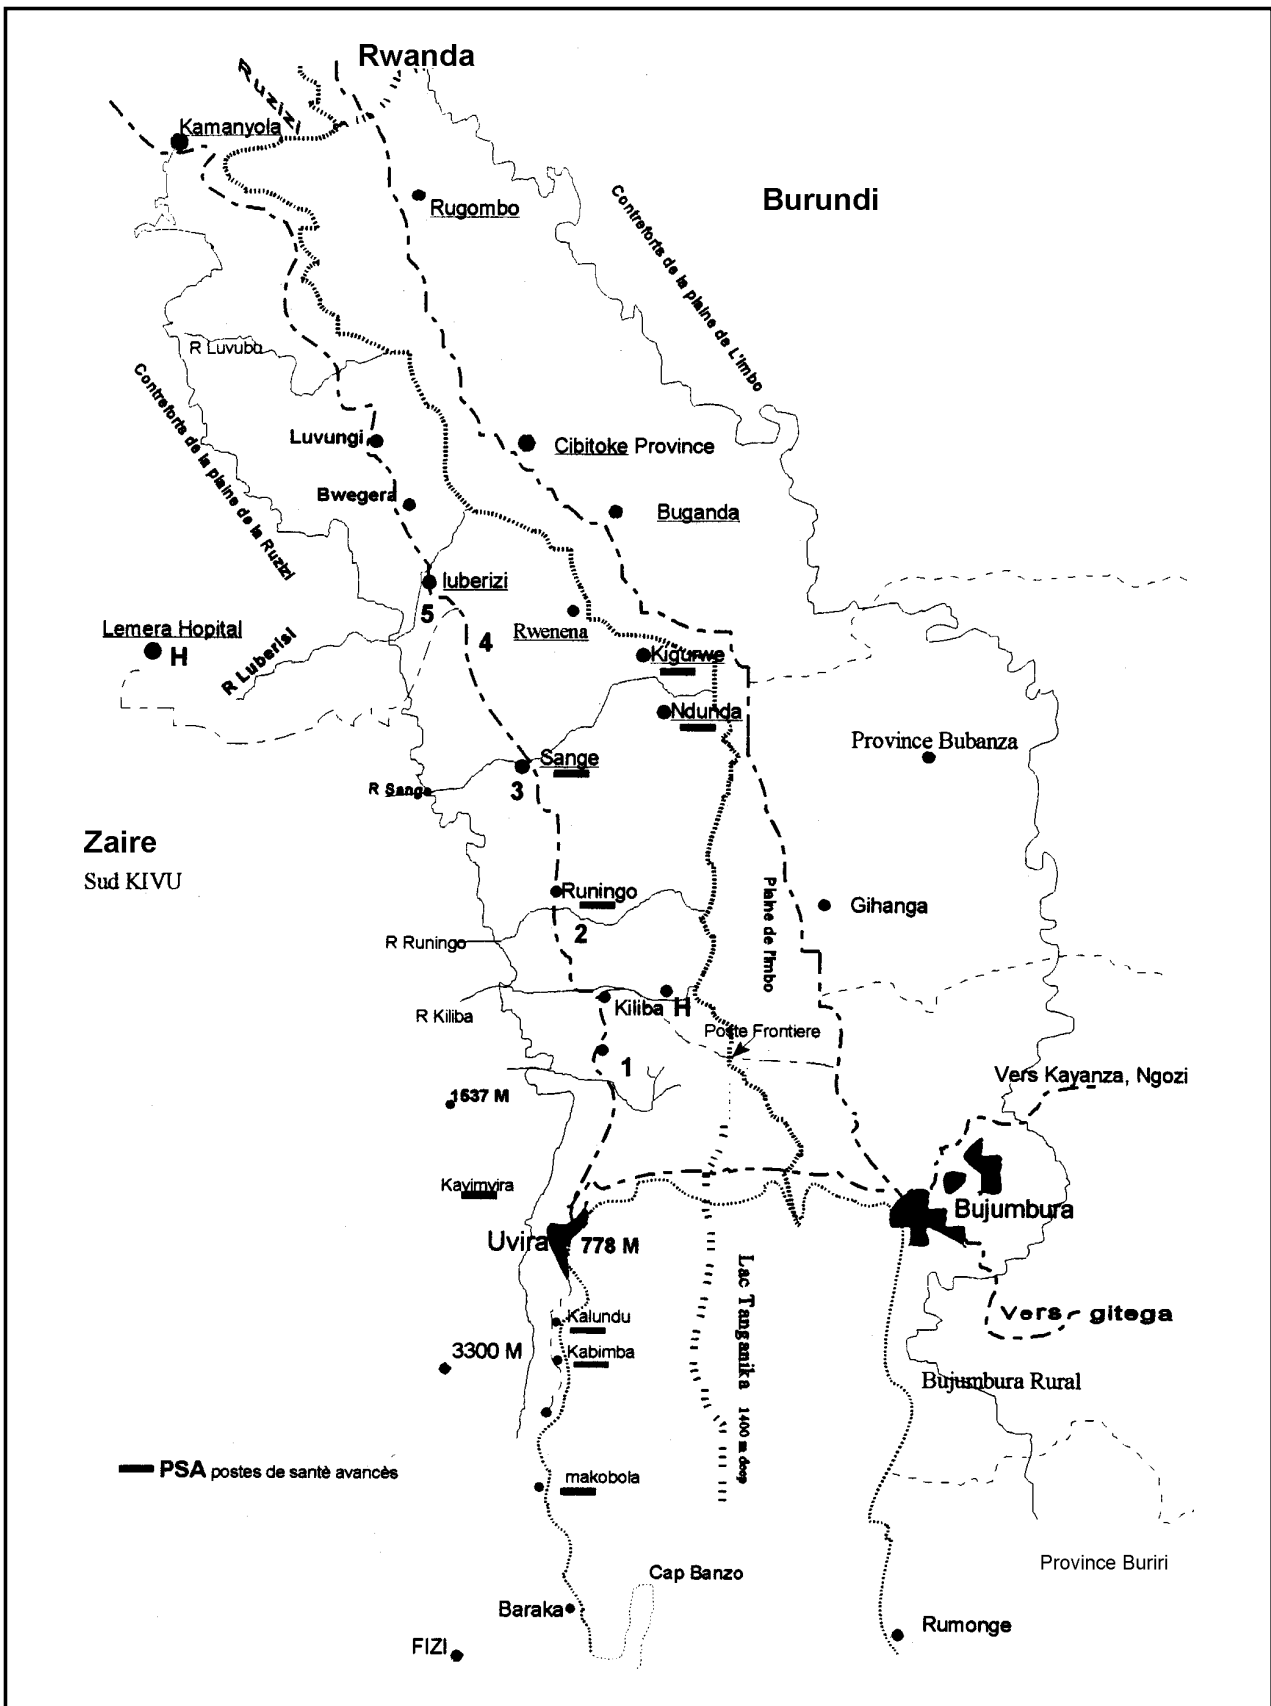 Rwanda
Ruzizi
Kamanyola
Rugombo
Burundi
Contreforts de la plaine de L'Imbo
R Luvubu
Contreforts de la plaine de la Ruzizi
Luvungi
Cibitoke Province
Bwegera
Buganda
luberizi
5
4
Rwenena
Lemera Hopital
H
R Luberisi
Kigurwe
Ndunda
Province Bubanza
Sange
3
R Sange
Zaire
Sud KIVU
Runingo
Plaine de l'Imbo
Gihanga
2
R Runingo
Kiliba H
R Kiliba
Poste Frontiere
1
Vers Kayanza, Ngozi
1537 M
Kavimvira
Bujumbura
Uvira
778 M
Lac Tanganika 1400 m deep
Kalundu
Vers gitega
3300 M
Kabimba
Bujumbura Rural
PSA postes de santè avancès
makobola
Province Buriri
Cap Banzo
Baraka
Rumonge
FIZI